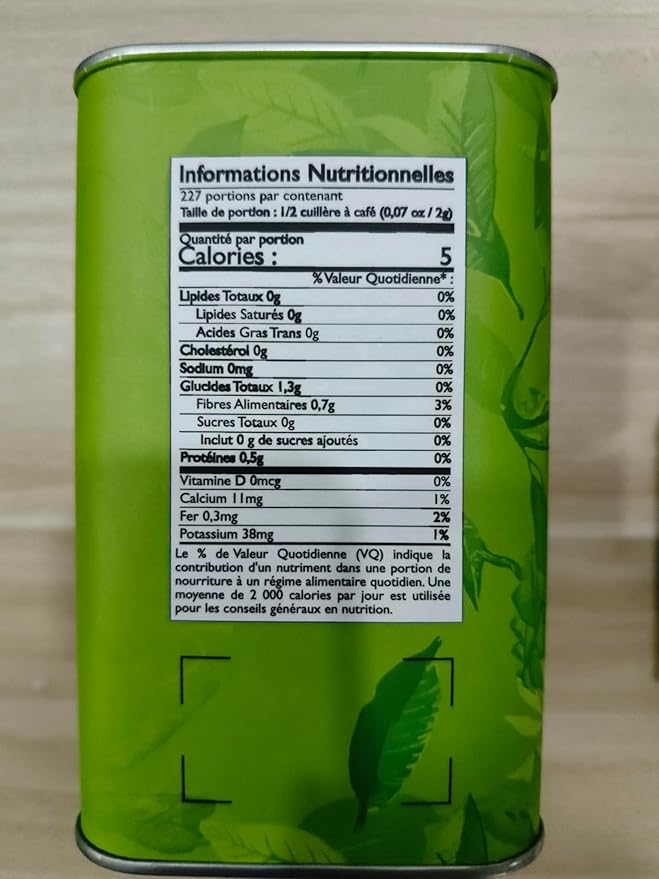 Informations Nutritionnelles
227 portions par contenant
Taille de portion : 1/2 cuillère à café (0,07 oz / 2g)
Quantité par portion
Calories : 5
% Valeur Quotidienne* :
Lipides Totaux 0g 0%
Lipides Saturés 0g 0%
Acides Gras Trans 0g 0%
Cholestérol 0g 0%
Sodium 0mg 0%
Glucides Totaux 1,3g 0%
Fibres Alimentaires 0,7g 3%
Sucres Totaux 0g 0%
Inclut 0 g de sucres ajoutés 0%
Protéines 0,5g 0%
Vitamine D 0mcg 0%
Calcium 11mg 1%
Fer 0,3mg 2%
Potassium 38mg 1%
Le % de Valeur Quotidienne (VQ) indique la
contribution d'un nutriment dans une portion de
nourriture à un régime alimentaire quotidien. Une
moyenne de 2 000 calories par jour est utilisée
pour les conseils généraux en nutrition.